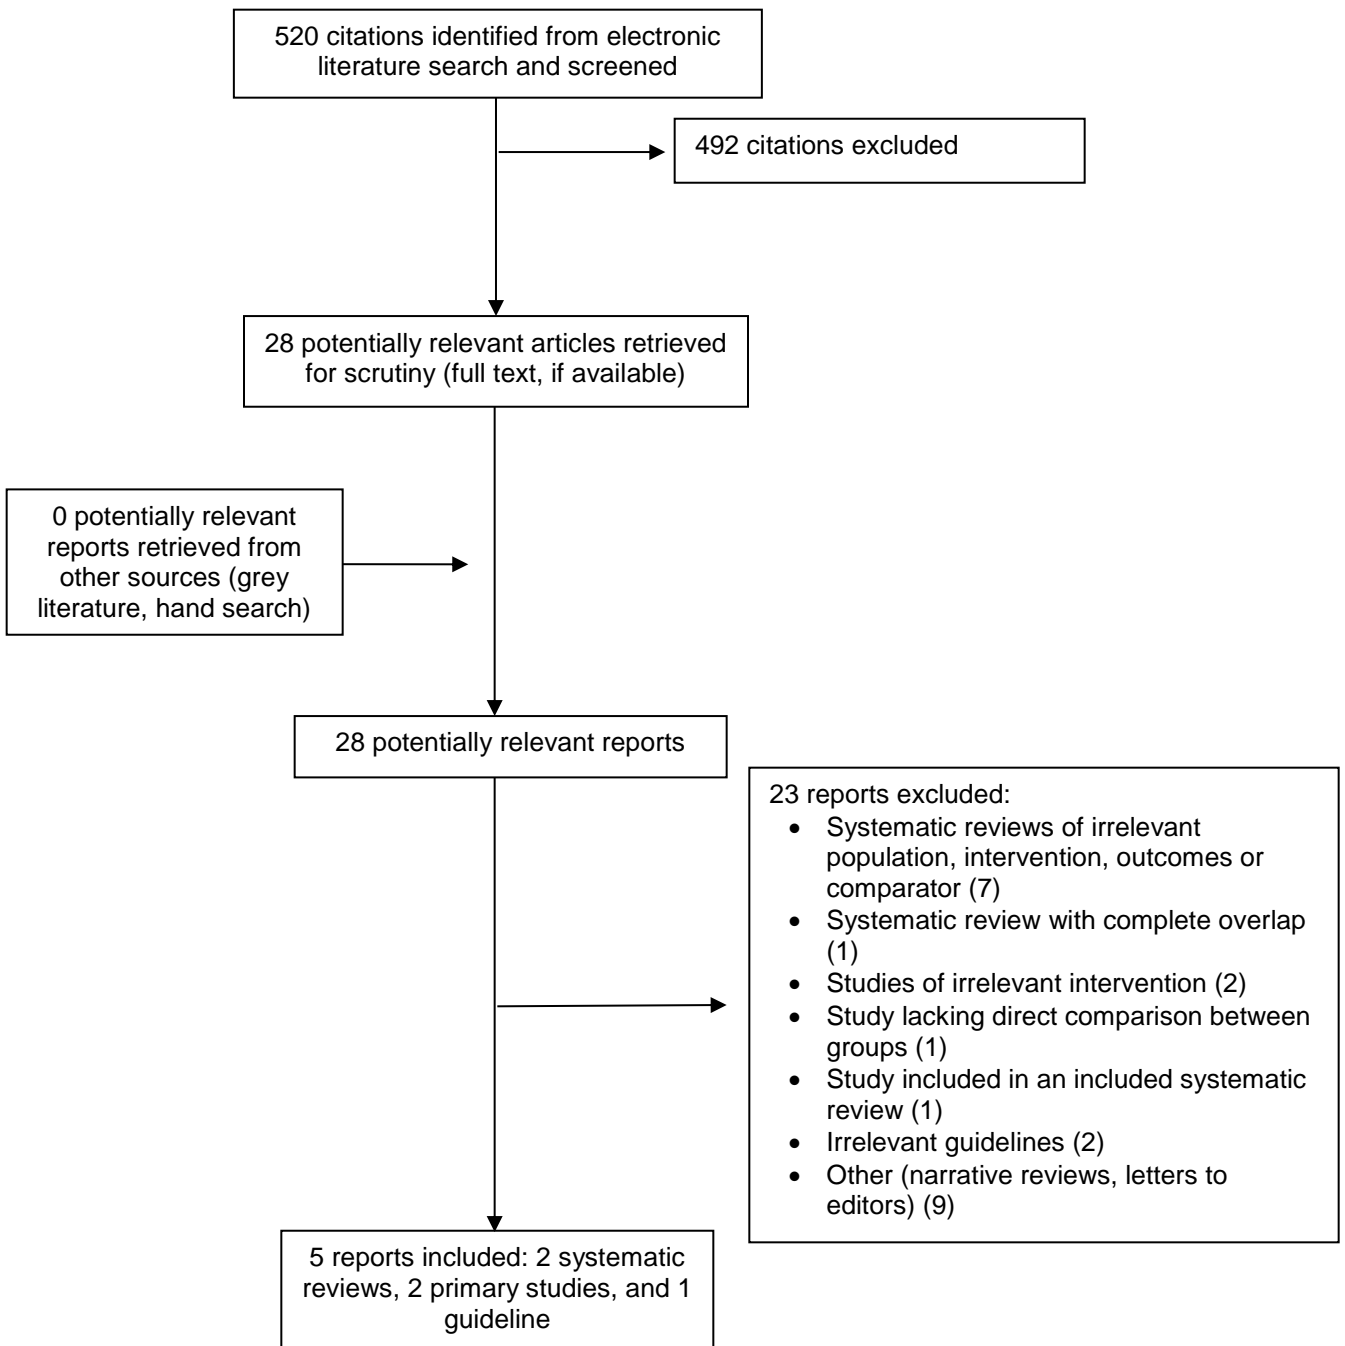 520 citations identified from electronic
literature search and screened
492 citations excluded
28 potentially relevant articles retrieved
for scrutiny (full text, if available)
0 potentially relevant
reports retrieved from
other sources (grey
literature, hand search)
28 potentially relevant reports
23 reports excluded:
• Systematic reviews of irrelevant
population, intervention, outcomes or
comparator (7)
• Systematic review with complete overlap
(1)
• Studies of irrelevant intervention (2)
• Study lacking direct comparison between
groups (1)
• Study included in an included systematic
review (1)
• Irrelevant guidelines (2)
• Other (narrative reviews, letters to
editors) (9)
5 reports included: 2 systematic
reviews, 2 primary studies, and 1
guideline